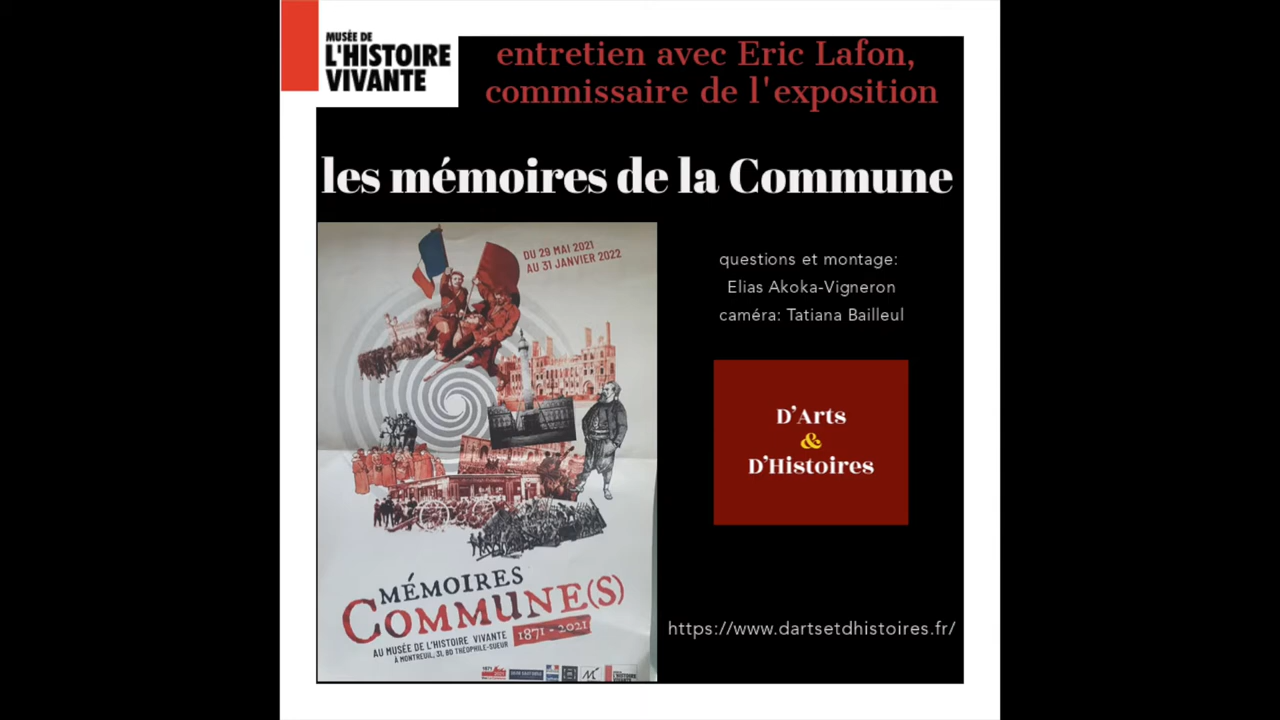 MUSÉE DE
L'HISTOIRE
VIVANTE
entretien avec Eric Lafon,
commissaire de l'exposition
les mémoires de la Commune
DU 29 MAI 2021
AU 31 JANVIER 2022
questions et montage:
Elias Akoka-Vigneron
caméra: Tatiana Bailleul
D'Arts
&
D'Histoires
MÉMOIRES
COMMUNE(S)
1871 - 2021
AU MUSÉE DE L'HISTOIRE VIVANTE
À MONTREUIL, 31, BD THÉOPHILE-SUEUR
https://www.dartsetdhistoires.fr/